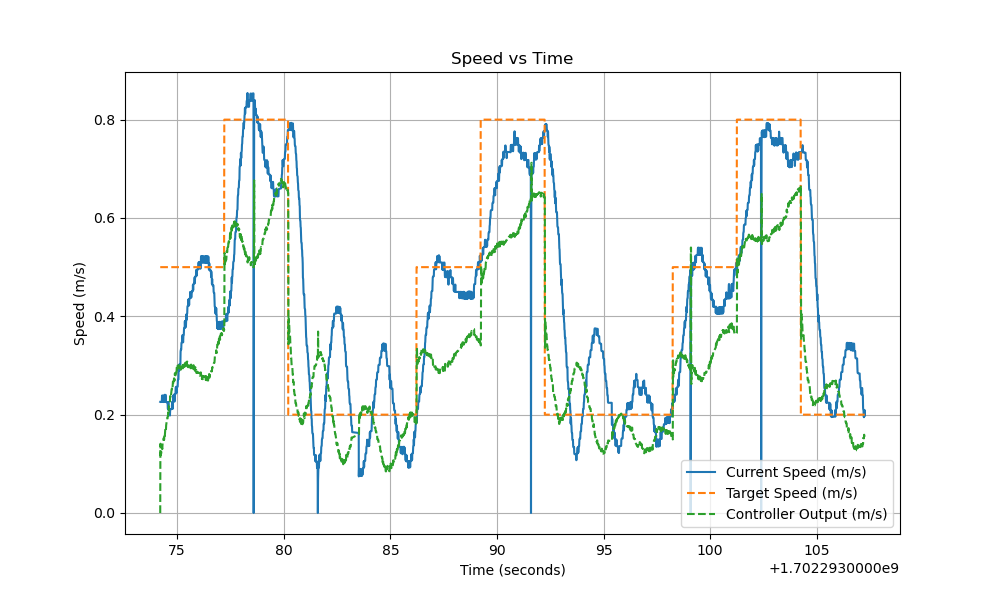 Speed vs Time
Speed (m/s)
0.8
0.6
0.4
0.2
0.0
Current Speed (m/s)
Target Speed (m/s)
Controller Output (m/s)
75 80 85 90 95 100 105
Time (seconds)
+1.7022930000e9